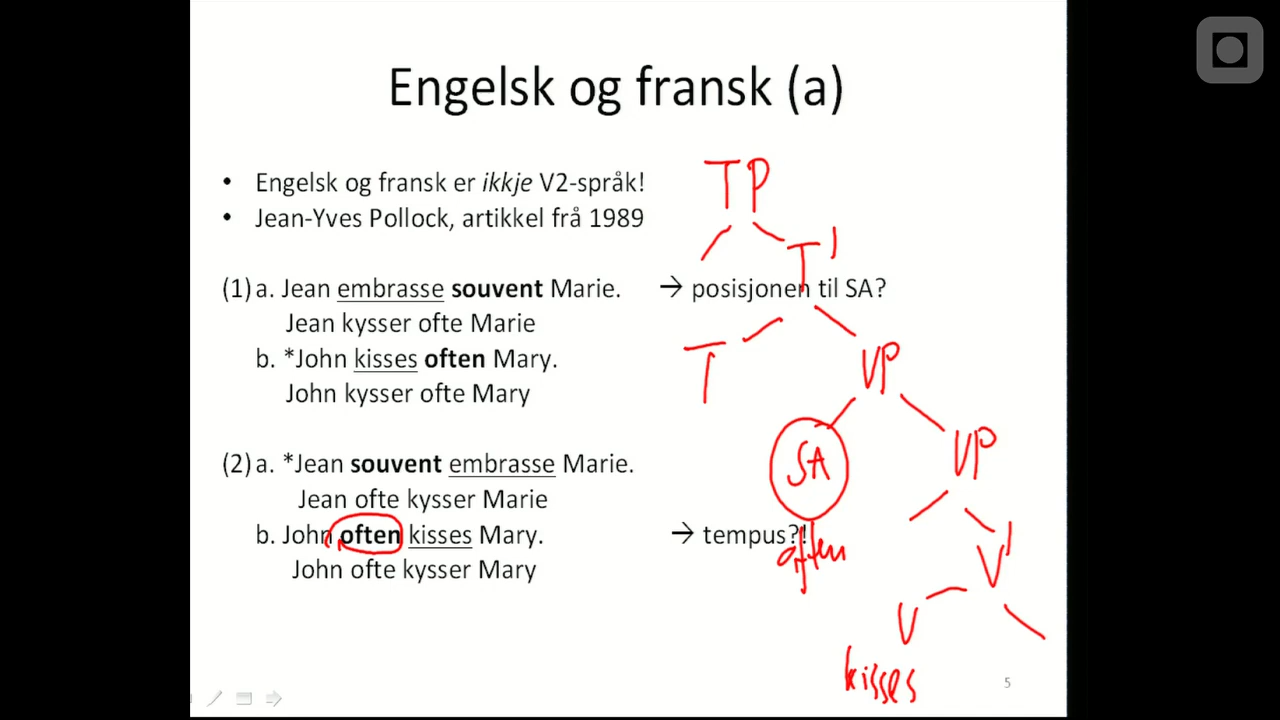 Engelsk og fransk (a)
• Engelsk og fransk er ikkje V2-språk!
• Jean-Yves Pollock, artikkel frå 1989
(1) a. Jean embrasse souvent Marie. → posisjonen til SA?
Jean kysser ofte Marie
b. *John kisses often Mary.
John kysser ofte Mary
(2) a. *Jean souvent embrasse Marie.
Jean ofte kysser Marie
b. John often kisses Mary. → tempus?!
John ofte kysser Mary
TP
T'
T
VP
SA
VP
often
V'
V
kisses
5